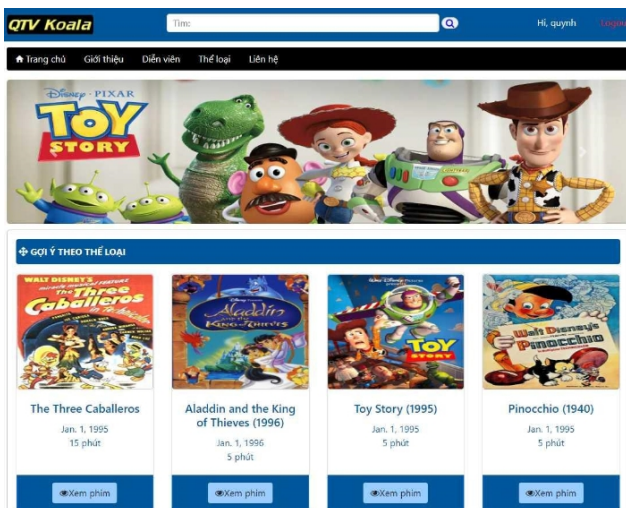 QTV Koala
Tìm:
Hi, quynh
Logout
Trang chủ Giới thiệu Diễn viên Thể loại Liên hệ
Disney · PIXAR
TOY
STORY
GỢI Ý THEO THỂ LOẠI
WALT DISNEY'S
The Three
Caballeros
Disney
Aladdin
AND THE
KING OF THIEVES
TOY
STORY
Walt Disney's
Pinocchio
The Three Caballeros
Jan. 1, 1995
15 phút
Xem phim
Aladdin and the King
of Thieves (1996)
Jan. 1, 1996
5 phút
Xem phim
Toy Story (1995)
Jan. 1, 1995
5 phút
Xem phim
Pinocchio (1940)
Jan. 1, 1995
5 phút
Xem phim